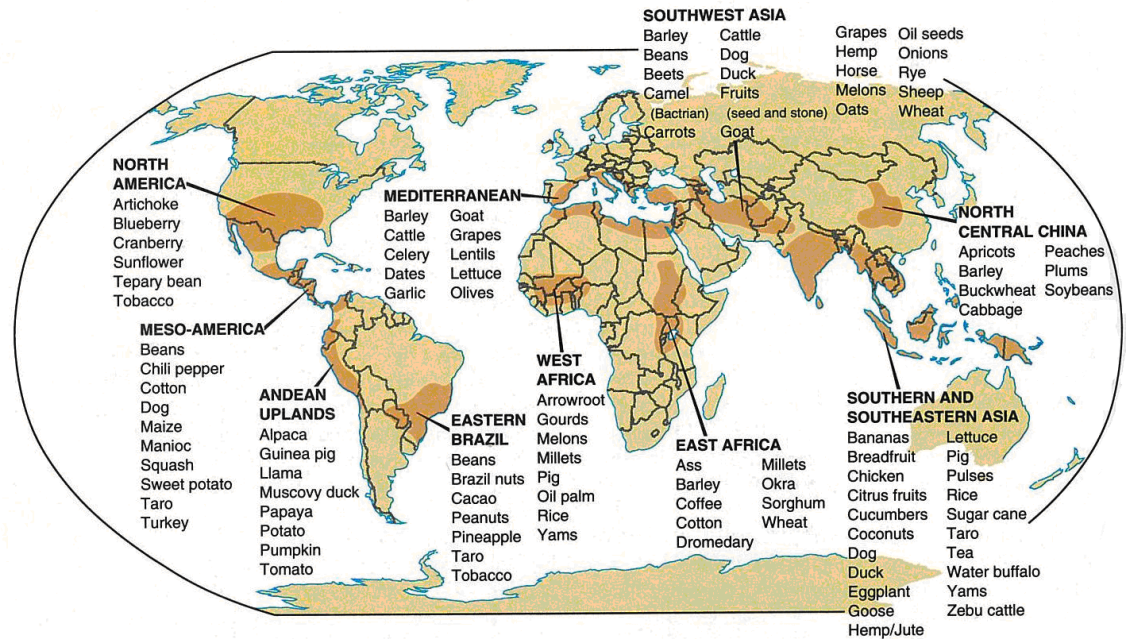 SOUTHWEST ASIA
Barley Cattle
Beans Dog
Beets Duck
Camel Fruits
(Bactrian) (seed and stone)
Carrots Goat
Grapes Oil seeds
Hemp Onions
Horse Rye
Melons Sheep
Oats Wheat
NORTH
AMERICA
Artichoke
Blueberry
Cranberry
Sunflower
Tepary bean
Tobacco
MEDITERRANEAN
Barley Goat
Cattle Grapes
Celery Lentils
Dates Lettuce
Garlic Olives
NORTH
CENTRAL CHINA
Apricots Peaches
Barley Plums
Buckwheat Soybeans
Cabbage
MESO-AMERICA
Beans
Chili pepper
Cotton
Dog
Maize
Manioc
Squash
Sweet potato
Taro
Turkey
ANDEAN
UPLANDS
Alpaca
Guinea pig
Llama
Muscovy duck
Papaya
Potato
Pumpkin
Tomato
EASTERN
BRAZIL
Beans
Brazil nuts
Cacao
Peanuts
Pineapple
Taro
Tobacco
WEST
AFRICA
Arrowroot
Gourds
Melons
Millets
Pig
Oil palm
Rice
Yams
EAST AFRICA
Ass Millets
Barley Okra
Coffee Sorghum
Cotton Wheat
Dromedary
SOUTHERN AND
SOUTHEASTERN ASIA
Bananas Lettuce
Breadfruit Pig
Chicken Pulses
Citrus fruits Rice
Cucumbers Sugar cane
Coconuts Taro
Dog Tea
Duck Water buffalo
Eggplant Yams
Goose Zebu cattle
Hemp/Jute